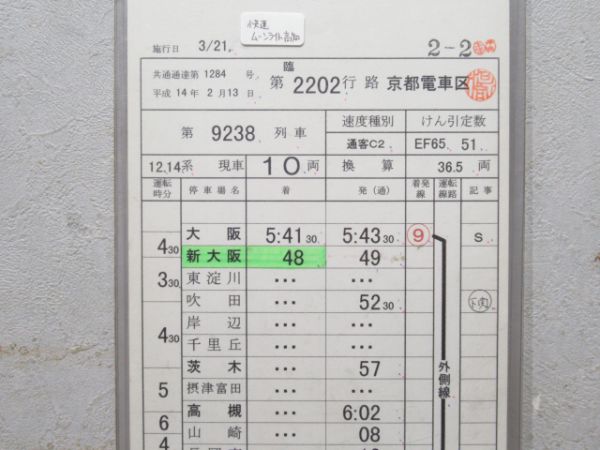 快速
ムーンライト高知
施行日 3/21
2-2
共通通達第 1284 号
平成 14年 2月 13日
臨
第 2202 行路 京都電車区
第 9238 列車
速度種別
けん引定数
通客C2
EF65 51
12,14系 現車 10両
換算
36.5 両
運転時分
停車場名
着
発(通)
着発線
運転線路
記事
大阪 5:41 30 5:43 30 ⑨ S
4 30
新大阪 48 49
3 30
東淀川 … …
吹田 … 52 30
4 30
岸辺 … …
千里丘 … …
茨木 … 57
外側線
5
摂津富田 … …
高槻 … 6:02
6
山崎 … 08
4